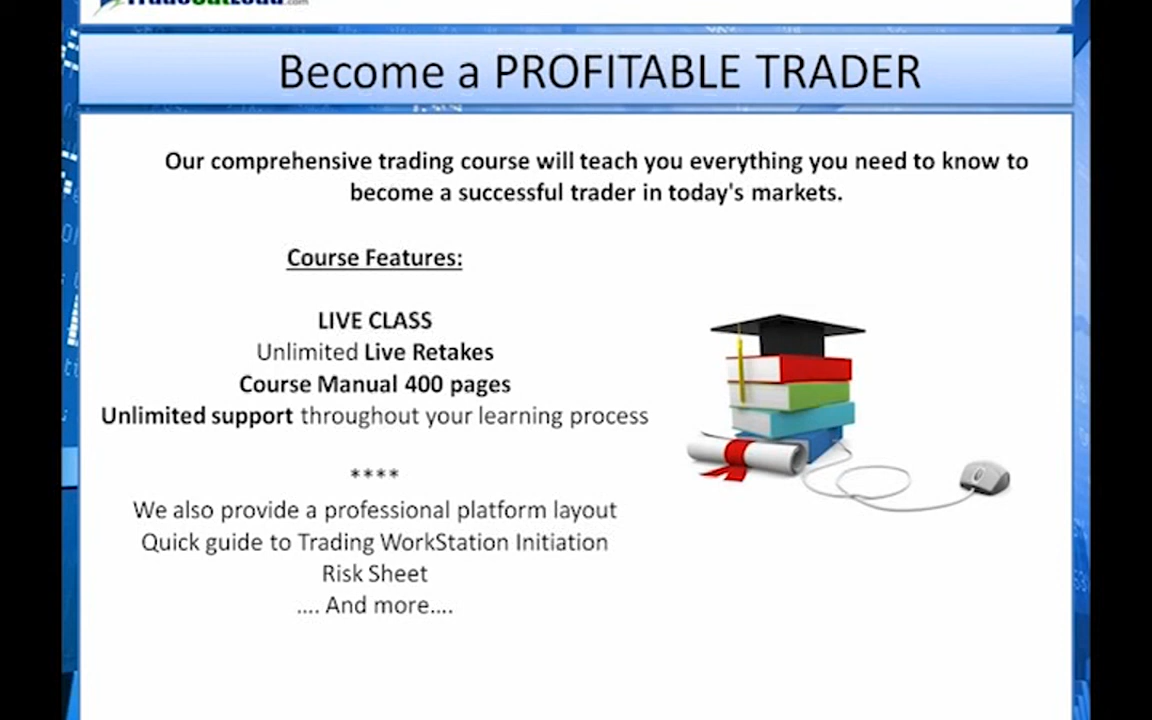 Become a PROFITABLE TRADER
Our comprehensive trading course will teach you everything you need to know to
become a successful trader in today's markets.
Course Features:
LIVE CLASS
Unlimited Live Retakes
Course Manual 400 pages
Unlimited support throughout your learning process
****
We also provide a professional platform layout
Quick guide to Trading WorkStation Initiation
Risk Sheet
.... And more....